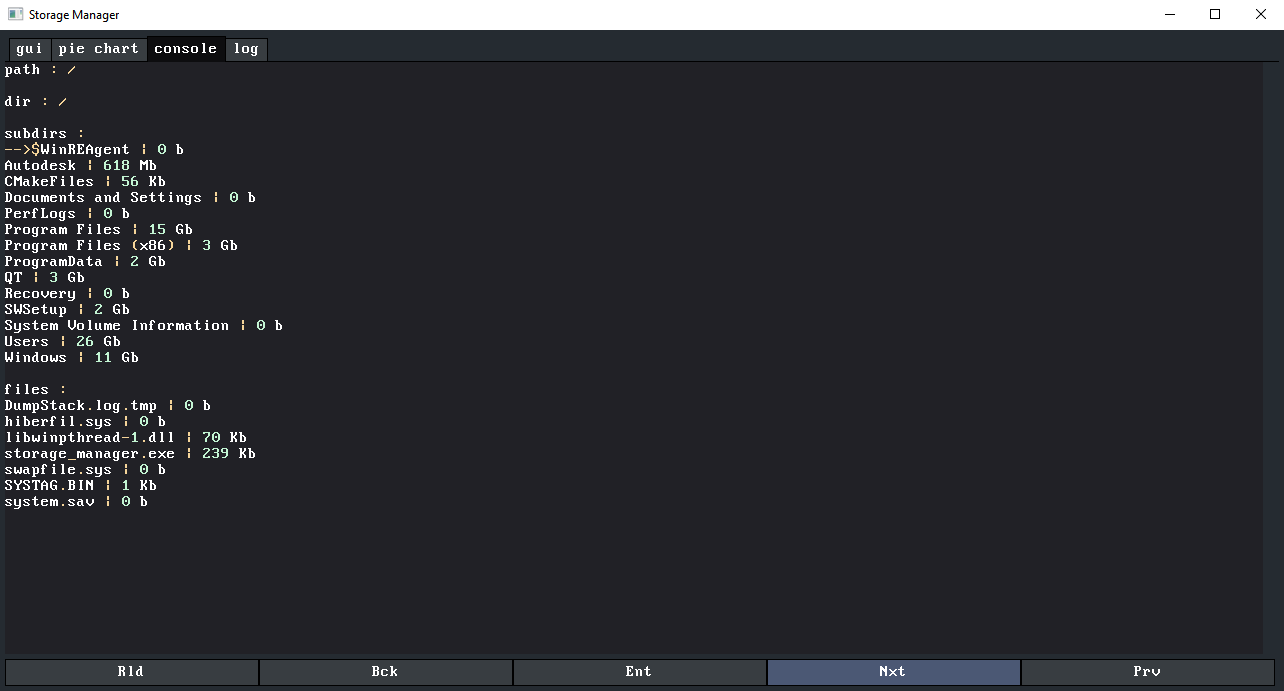 Storage Manager
gui pie chart console log
path : /
dir : /
subdirs :
-->$WinREAgent | 0 b
Autodesk | 618 Mb
CMakeFiles | 56 Kb
Documents and Settings | 0 b
PerfLogs | 0 b
Program Files | 15 Gb
Program Files (x86) | 3 Gb
ProgramData | 2 Gb
QT | 3 Gb
Recovery | 0 b
SWSetup | 2 Gb
System Volume Information | 0 b
Users | 26 Gb
Windows | 11 Gb
files :
DumpStack.log.tmp | 0 b
hiberfil.sys | 0 b
libwinpthread-1.dll | 70 Kb
storage_manager.exe | 239 Kb
swapfile.sys | 0 b
SYSTAG.BIN | 1 Kb
system.sav | 0 b
Rld Bck Ent Nxt Prv